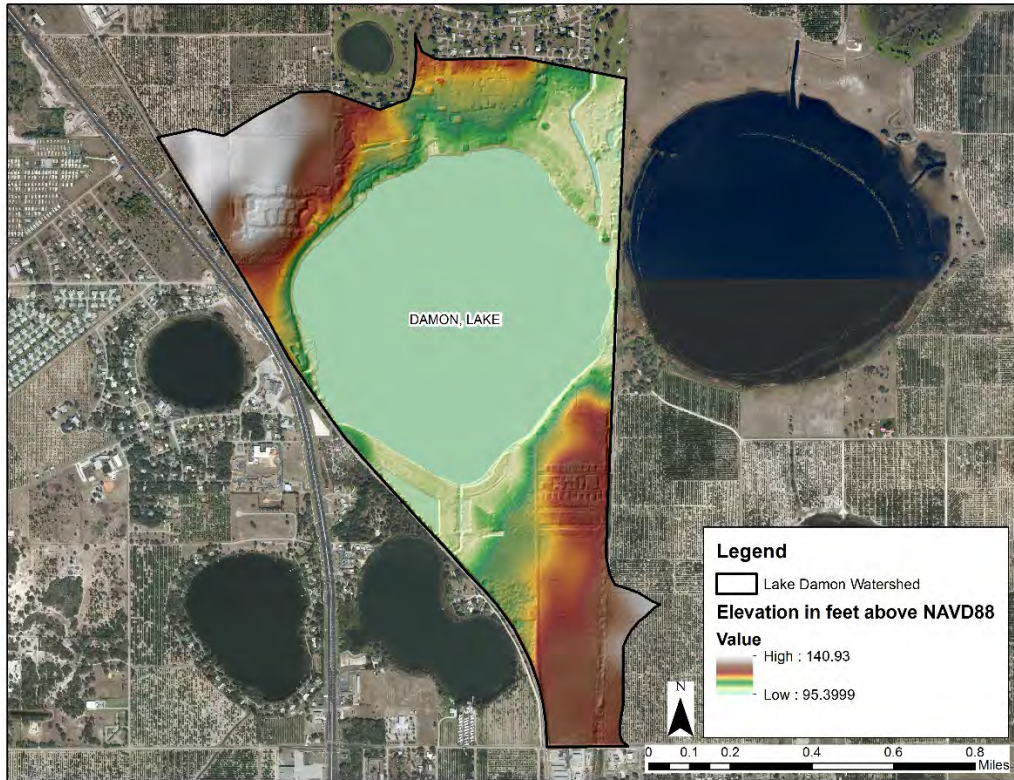 DAMON, LAKE
Legend
Lake Damon Watershed
Elevation in feet above NAVD88
Value
High : 140.93
Low : 95.3999
N
0 0.1 0.2 0.4 0.6 0.8
Miles